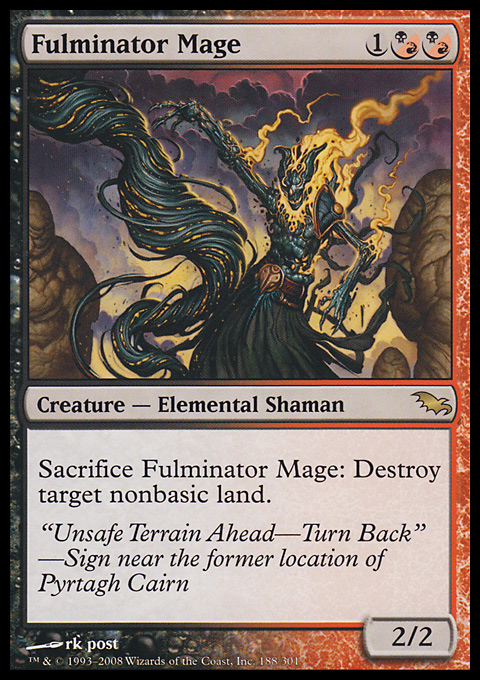 Fulminator Mage 1
Creature — Elemental Shaman
Sacrifice Fulminator Mage: Destroy
target nonbasic land.
“Unsafe Terrain Ahead—Turn Back”
—Sign near the former location of
Pyrtagh Cairn
2/2
rk post
™ & © 1993–2008 Wizards of the Coast, Inc. 188/301